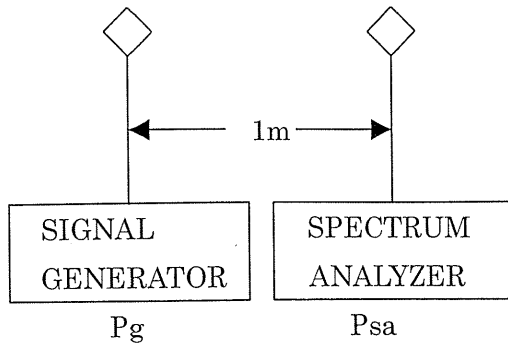 1m
SIGNAL
GENERATOR
SPECTRUM
ANALYZER
Pg
Psa